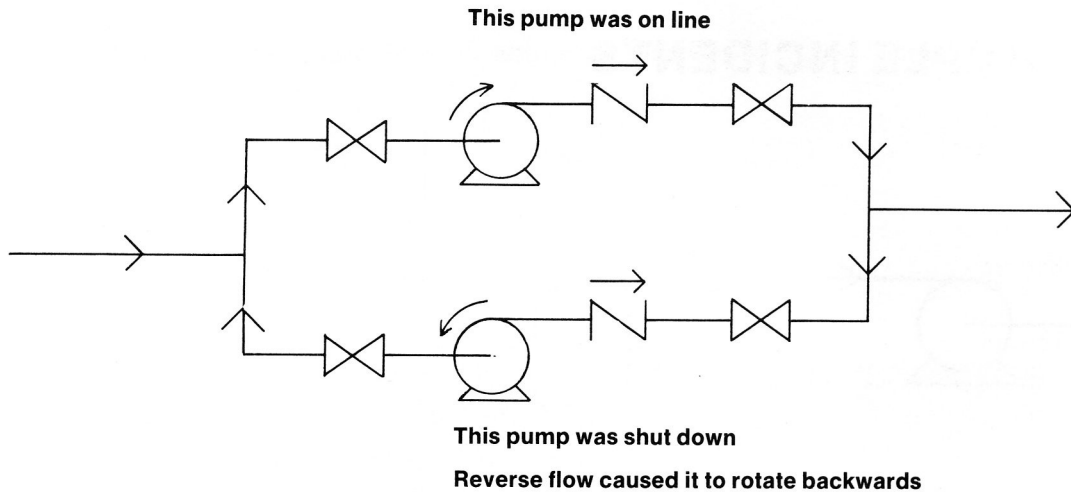 This pump was on line
This pump was shut down
Reverse flow caused it to rotate backwards